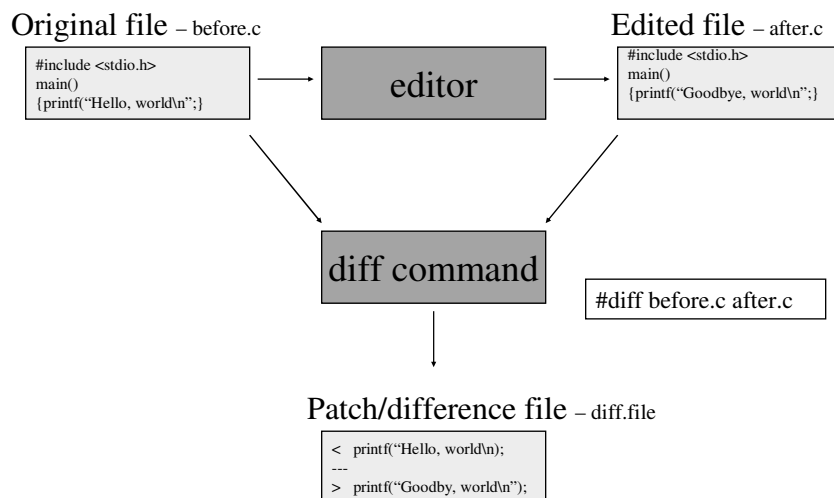 Original file – before.c
Edited file – after.c
#include <stdio.h>
main()
{printf(“Hello, world\n”;}
editor
#include <stdio.h>
main()
{printf(“Goodbye, world\n”;}
diff command
#diff before.c after.c
Patch/difference file – diff.file
< printf(“Hello, world\n);
---
> printf(“Goodby, world\n”);